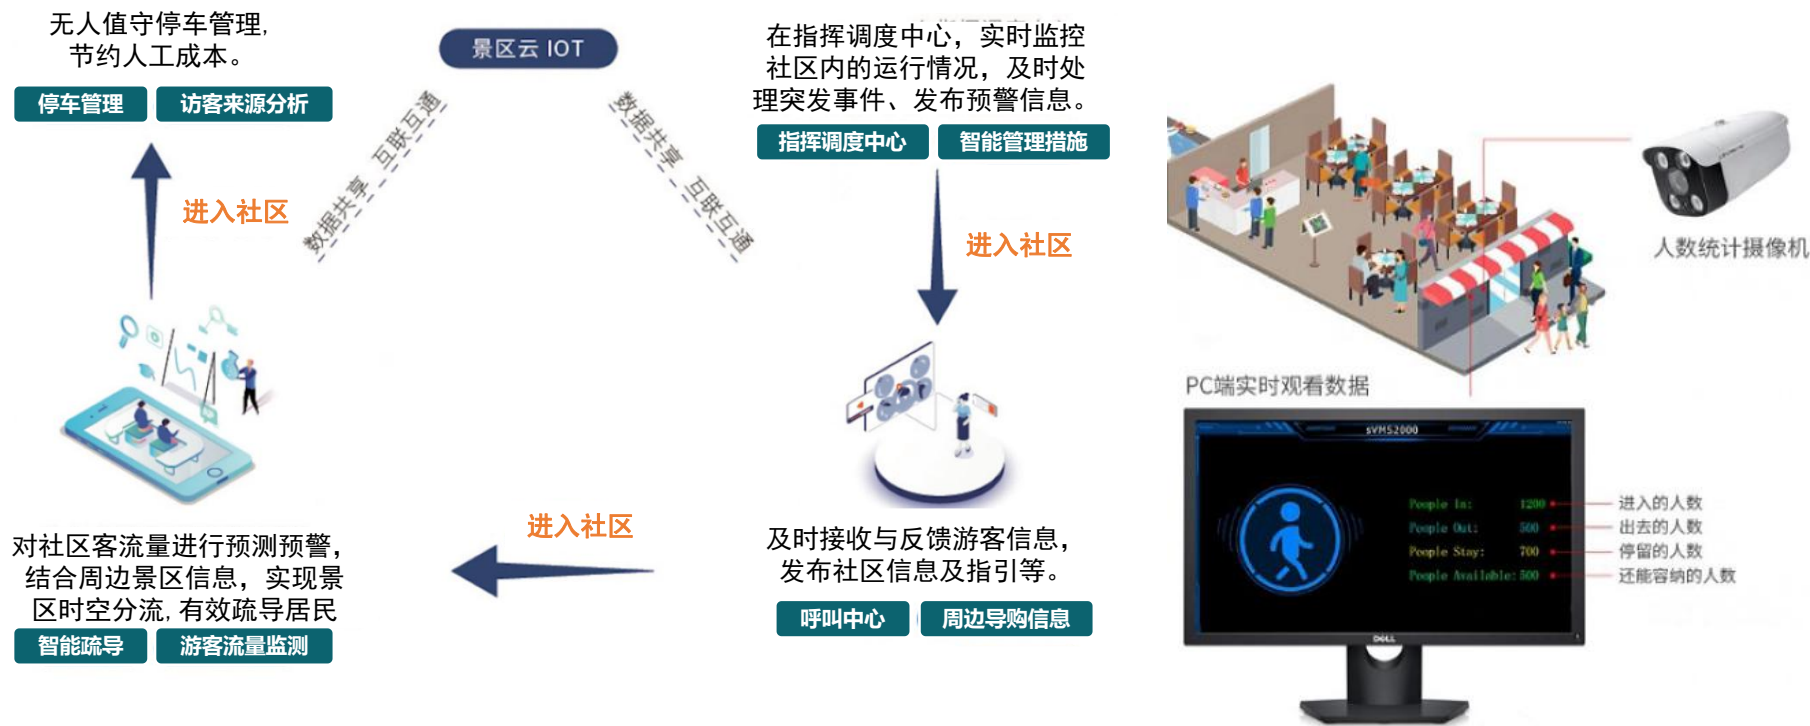 无人值守停车管理,
节约人工成本。
停车管理
访客来源分析
进入社区
景区云 IOT
数据共享 互联互通
数据共享 互联互通
在指挥调度中心，实时监控
社区内的运行情况，及时处
理突发事件、发布预警信息。
指挥调度中心
智能管理措施
进入社区
对社区客流量进行预测预警，
结合周边景区信息，实现景
区时空分流,有效疏导居民
智能疏导
游客流量监测
进入社区
及时接收与反馈游客信息，
发布社区信息及指引等。
呼叫中心
周边导购信息
人数统计摄像机
PC端实时观看数据
sVMS2000
People In: 1200
People Out: 500
People Stay: 700
People Available: 500
进入的人数
出去的人数
停留的人数
还能容纳的人数
DELL